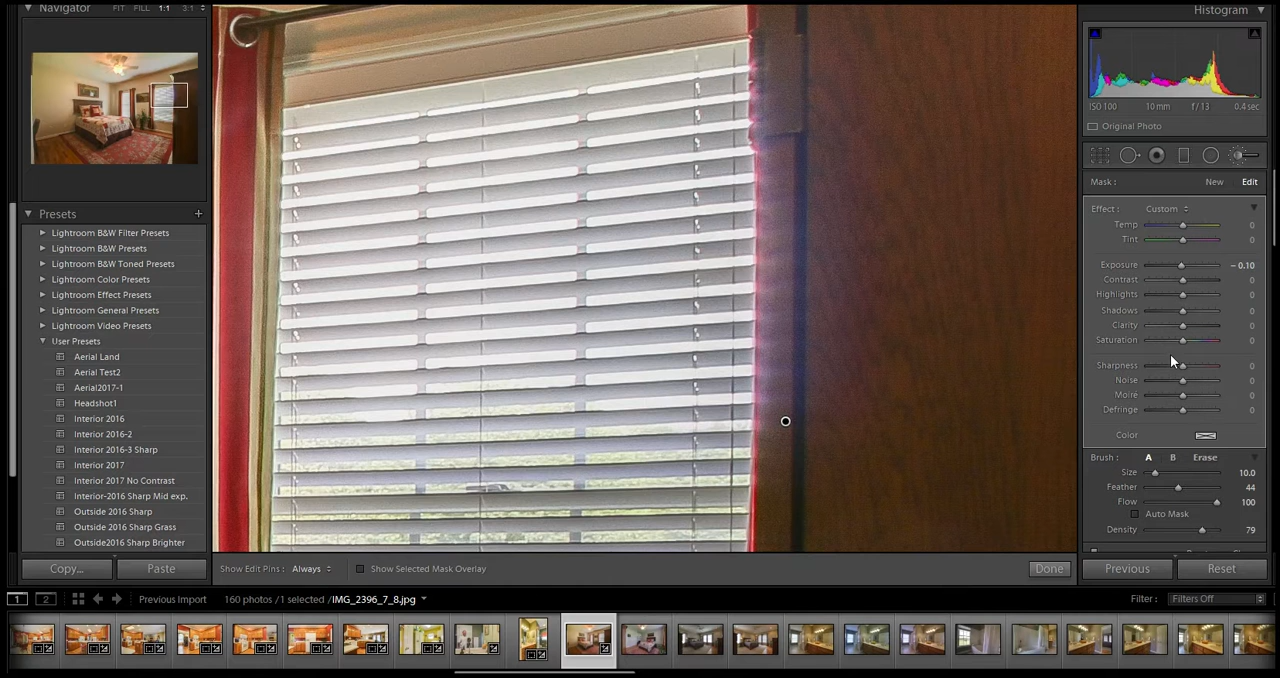 Navigator FIT FILL 1:1 3:1
Presets +
Lightroom B&W Filter Presets
Lightroom B&W Presets
Lightroom B&W Toned Presets
Lightroom Color Presets
Lightroom Effect Presets
Lightroom General Presets
Lightroom Video Presets
User Presets
Aerial Land
Aerial Test2
Aerial2017-1
Headshot1
Interior 2016
Interior 2016-2
Interior 2016-3 Sharp
Interior 2017
Interior 2017 No Contrast
Interior-2016 Sharp Mid exp.
Outside 2016 Sharp
Outside 2016 Sharp Grass
Outside2016 Sharp Brighter
Copy... Paste
Show Edit Pins : Always Show Selected Mask Overlay Done
Histogram
ISO 100 10 mm f / 13 0.4 sec
Original Photo
Mask : New Edit
Effect : Custom
Temp 0
Tint 0
Exposure – 0.10
Contrast 0
Highlights 0
Shadows 0
Clarity 0
Saturation 0
Sharpness 0
Noise 0
Moire 0
Defringe 0
Color
Brush : A B Erase
Size 10.0
Feather 44
Flow 100
Auto Mask
Density 79
Previous Reset
1 2 Previous Import 160 photos / 1 selected / IMG_2396_7_8.jpg Filter : Filters Off